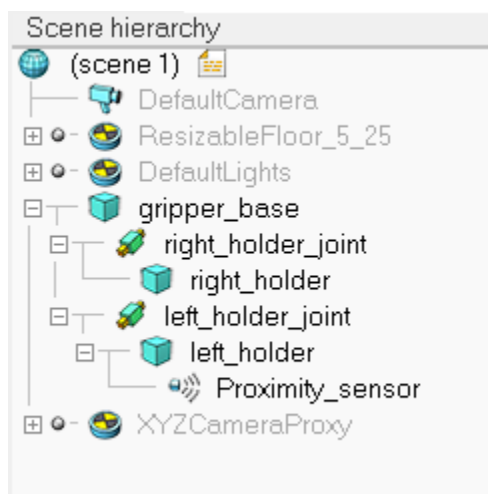 Scene hierarchy
(scene 1)
DefaultCamera
ResizableFloor_5_25
DefaultLights
gripper_base
right_holder_joint
right_holder
left_holder_joint
left_holder
Proximity_sensor
XYZCameraProxy